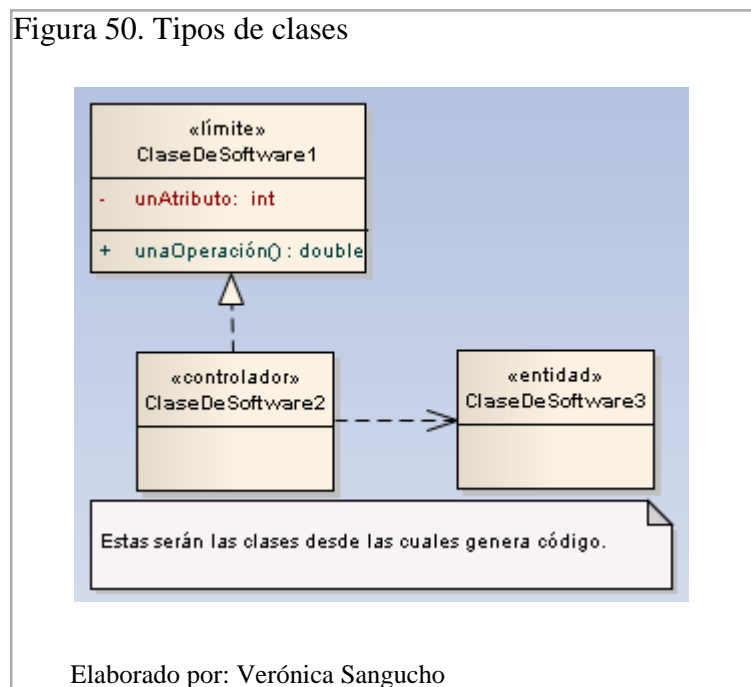 Figura 50. Tipos de clases
«límite»
ClaseDeSoftware1
- unAtributo: int
+ unaOperación() : double
«controlador»
ClaseDeSoftware2
«entidad»
ClaseDeSoftware3
Estas serán las clases desde las cuales genera código.
Elaborado por: Verónica Sangucho